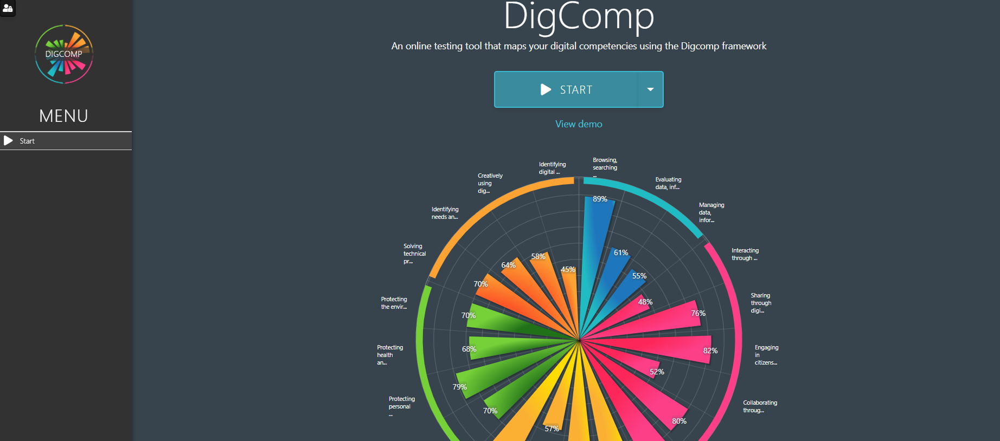 DIGCOMP
MENU
Start
DigComp
An online testing tool that maps your digital competencies using the Digcomp framework
START
View demo
Identifying
digital ...
Browsing,
searching
...
Creatively
using
dig...
Evaluating
data, inf...
Identifying
needs an...
Managing
data,
infor...
Solving
technical
pr...
Interacting
through ...
Protecting
the envir...
Sharing
through
digi...
Protecting
health
an...
Engaging
in
citizens...
Protecting
personal
...
Collaborating
throug...
89%
61%
55%
48%
76%
82%
52%
80%
57%
70%
79%
68%
70%
70%
64%
58%
45%